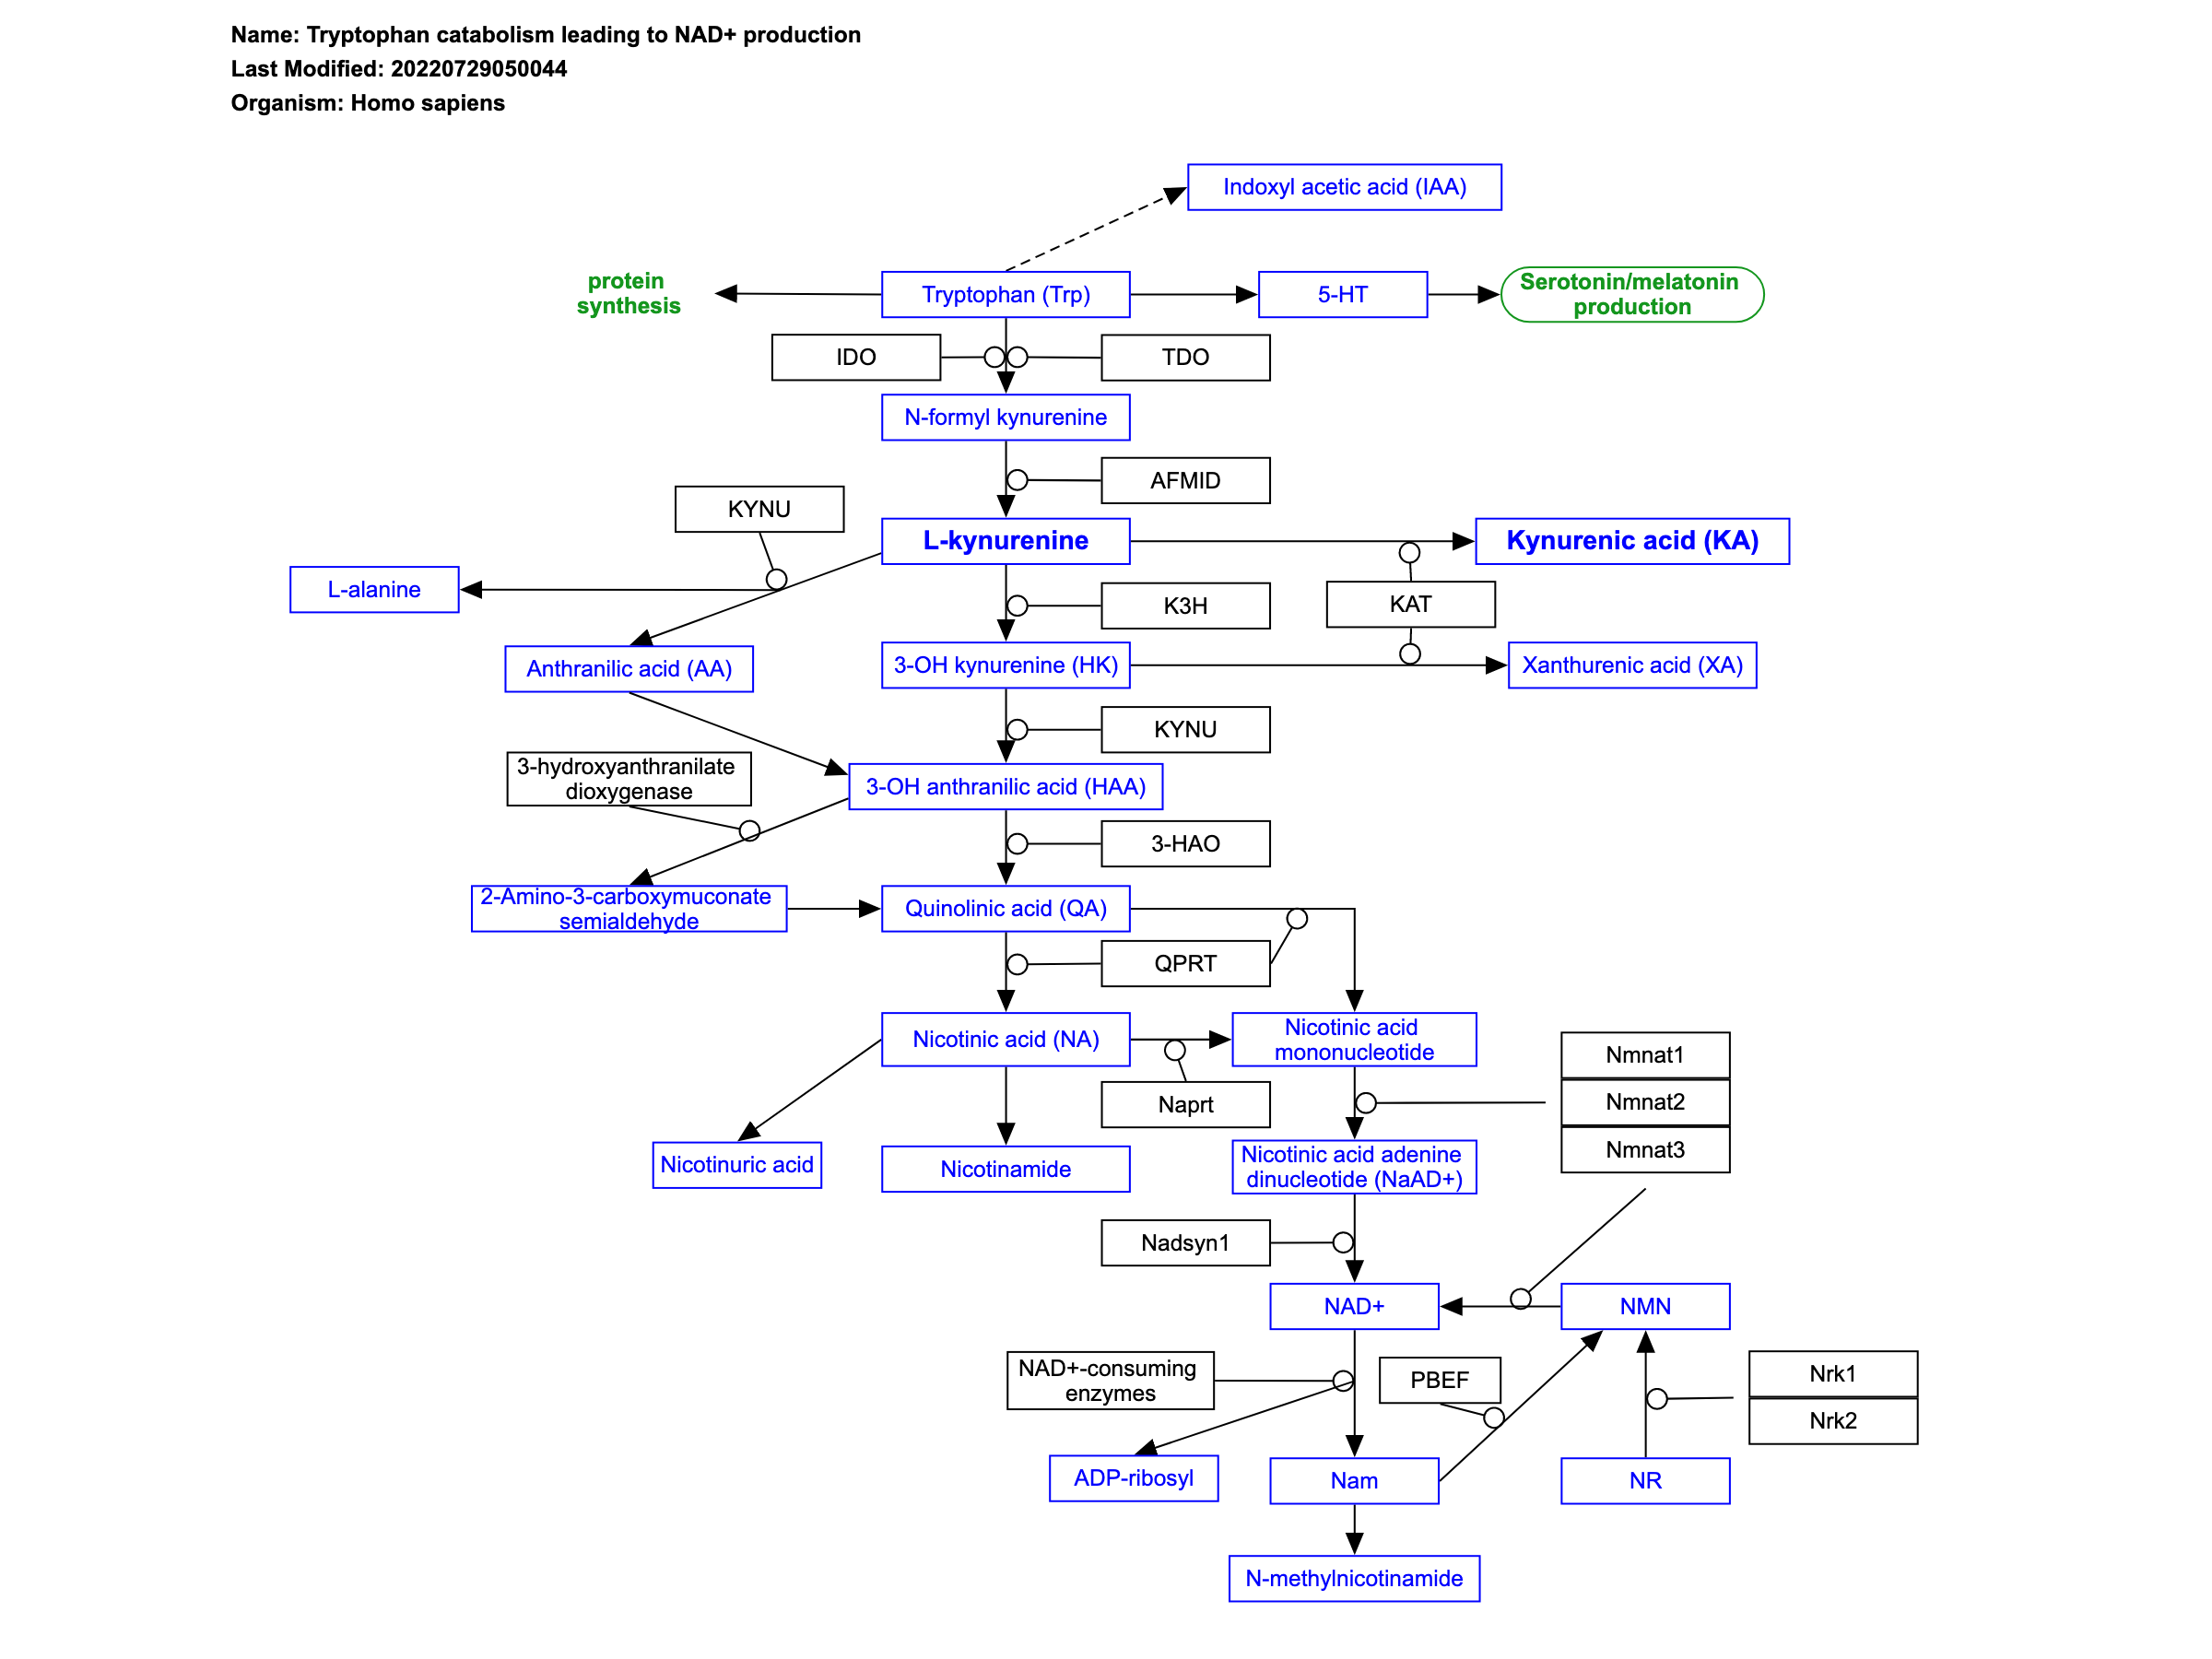 Name: Tryptophan catabolism leading to NAD+ production
Last Modified: 20220729050044
Organism: Homo sapiens
Indoxyl acetic acid (IAA)
protein
synthesis
Tryptophan (Trp)
5-HT
Serotonin/melatonin
production
IDO
TDO
N-formyl kynurenine
AFMID
KYNU
L-kynurenine
Kynurenic acid (KA)
L-alanine
K3H
KAT
Anthranilic acid (AA)
3-OH kynurenine (HK)
Xanthurenic acid (XA)
KYNU
3-hydroxyanthranilate
dioxygenase
3-OH anthranilic acid (HAA)
3-HAO
2-Amino-3-carboxymuconate
semialdehyde
Quinolinic acid (QA)
QPRT
Nicotinic acid (NA)
Nicotinic acid
mononucleotide
Nmnat1
Naprt
Nmnat2
Nmnat3
Nicotinuric acid
Nicotinamide
Nicotinic acid adenine
dinucleotide (NaAD+)
Nadsyn1
NAD+
NMN
NAD+-consuming
enzymes
PBEF
Nrk1
Nrk2
ADP-ribosyl
Nam
NR
N-methylnicotinamide